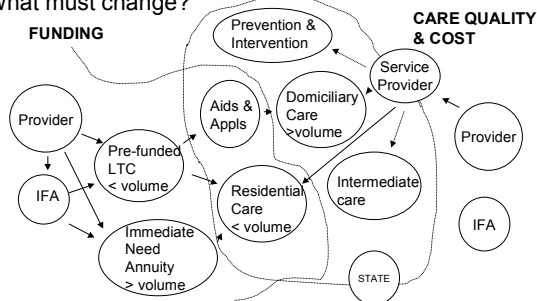 What must change?
FUNDING
CARE QUALITY
& COST
Prevention &
Intervention
Service
Provider
Aids &
Appls
Domiciliary
Care
>volume
Provider
Pre-funded
LTC
< volume
Provider
IFA
Residential
Care
< volume
Intermediate
care
Immediate
Need
Annuity
> volume
IFA
STATE